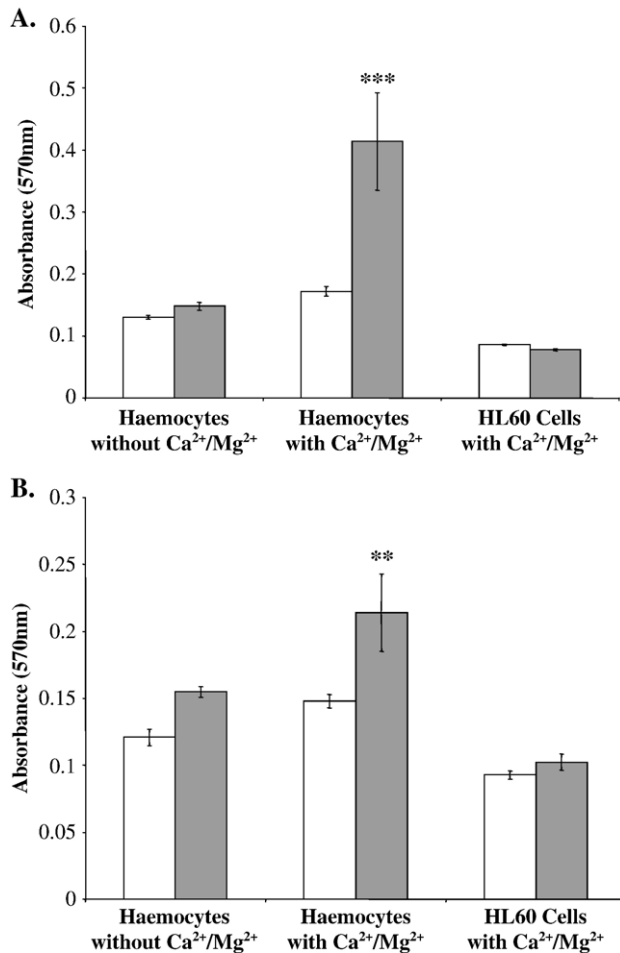 A.
Absorbance (570nm)
0.6
0.5
0.4
0.3
0.2
0.1
0
***
Haemocytes
without Ca²⁺/Mg²⁺
Haemocytes
with Ca²⁺/Mg²⁺
HL60 Cells
with Ca²⁺/Mg²⁺
B.
Absorbance (570nm)
0.3
0.25
0.2
0.15
0.1
0.05
0
**
Haemocytes
without Ca²⁺/Mg²⁺
Haemocytes
with Ca²⁺/Mg²⁺
HL60 Cells
with Ca²⁺/Mg²⁺